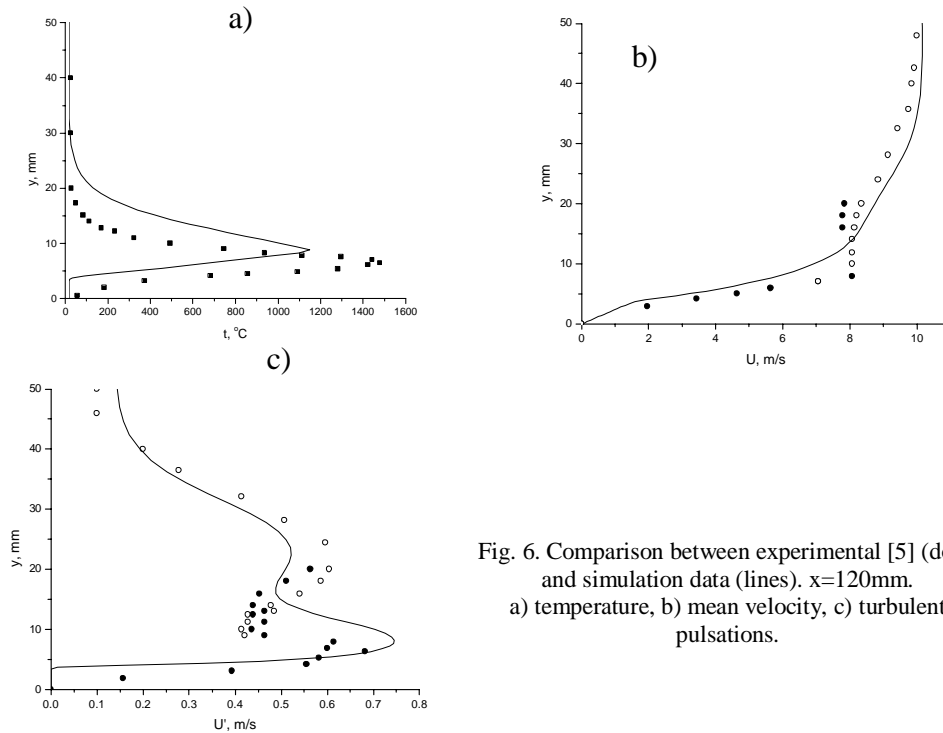 a)
50
40
30
20
10
0
y, mm
0 200 400 600 800 1000 1200 1400 1600
t, °C
b)
50
40
30
20
10
0
y, mm
0 2 4 6 8 10
U, m/s
c)
50
40
30
20
10
0
y, mm
0.0 0.1 0.2 0.3 0.4 0.5 0.6 0.7 0.8
U', m/s
Fig. 6. Comparison between experimental [5]
and simulation data (lines). x=120mm.
a) temperature, b) mean velocity, c) turbulent
pulsations.